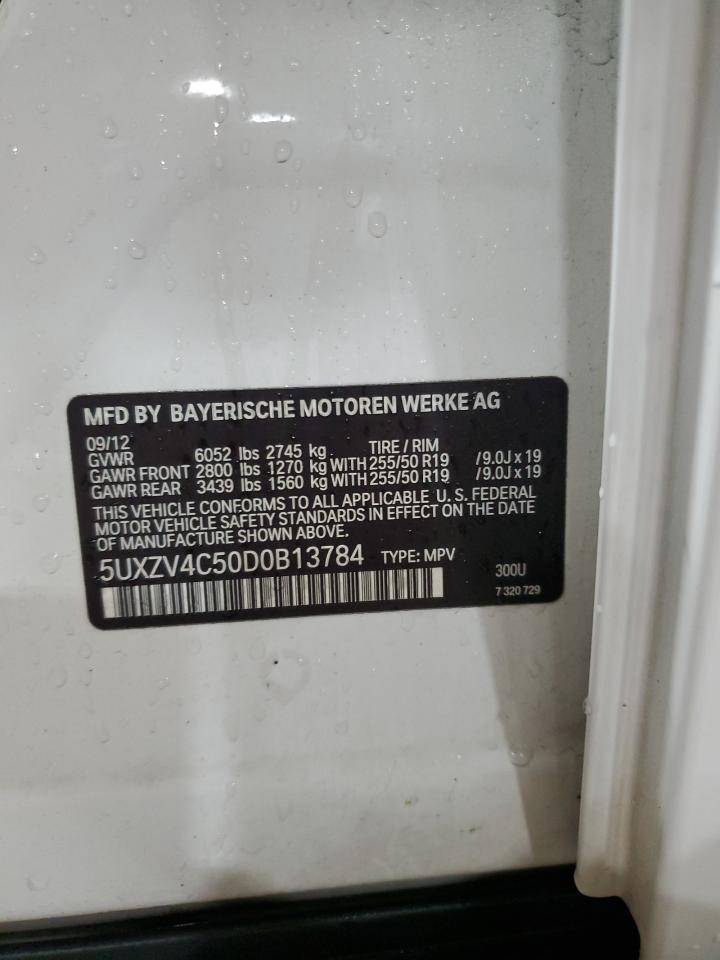 MFD BY BAYERISCHE MOTOREN WERKE AG
09/12
GVWR 6052 lbs 2745 kg TIRE / RIM
GAWR FRONT 2800 lbs 1270 kg WITH 255/50 R19 /9.0J x 19
GAWR REAR 3439 lbs 1560 kg WITH 255/50 R19 /9.0J x 19
THIS VEHICLE CONFORMS TO ALL APPLICABLE U.S. FEDERAL
MOTOR VEHICLE SAFETY STANDARDS IN EFFECT ON THE DATE
OF MANUFACTURE SHOWN ABOVE.
5UXZV4C50D0B13784 TYPE: MPV
300U
7 320 729